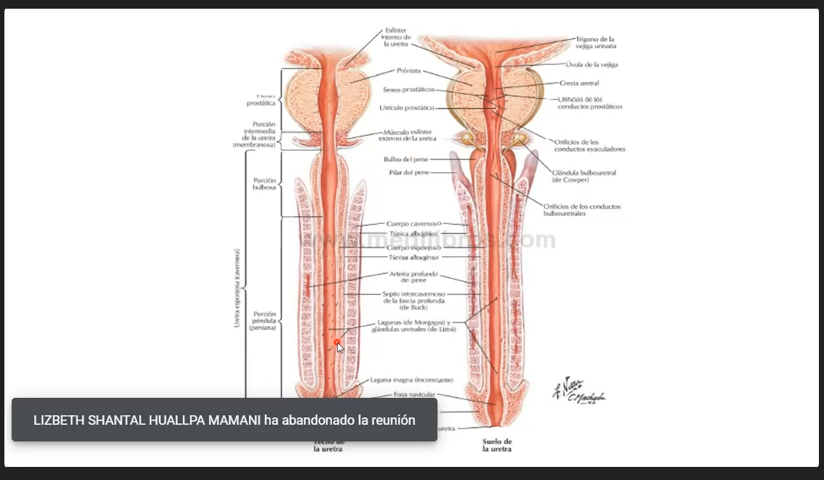 Esfínter
interno de
la uretra
Trígono de la
vejiga urinaria
Úvula de la vejiga
Próstata
Cresta uretral
Senos prostáticos
Orificios de los
conductos prostáticos
Utrículo prostático
prostática
Porción
intermedia
de la uretra
(membranosa)
Músculo esfínter
externo de la uretra
Orificios de los
conductos eyaculadores
Bulbo del pene
Pilar del pene
Glándula bulbouretral
(de Cowper)
Porción
bulbosa
Orificios de los conductos
bulbouretrales
Cuerpo cavernoso
Túnica albugínea
Cuerpo esponjoso
Túnica albugínea
Arteria profunda
del pene
Septo intercavernoso
de la fascia profunda
(de Buck)
Uretra esponjosa (cavernosa)
Porción
péndula
(peniana)
Lagunas (de Morgagni) y
glándulas uretrales (de Littré)
Laguna magna (inconstante)
Fosa navicular
LIZBETH SHANTAL HUALLPA MAMANI ha abandonado la reunión
Techo de
la uretra
Suelo de
la uretra